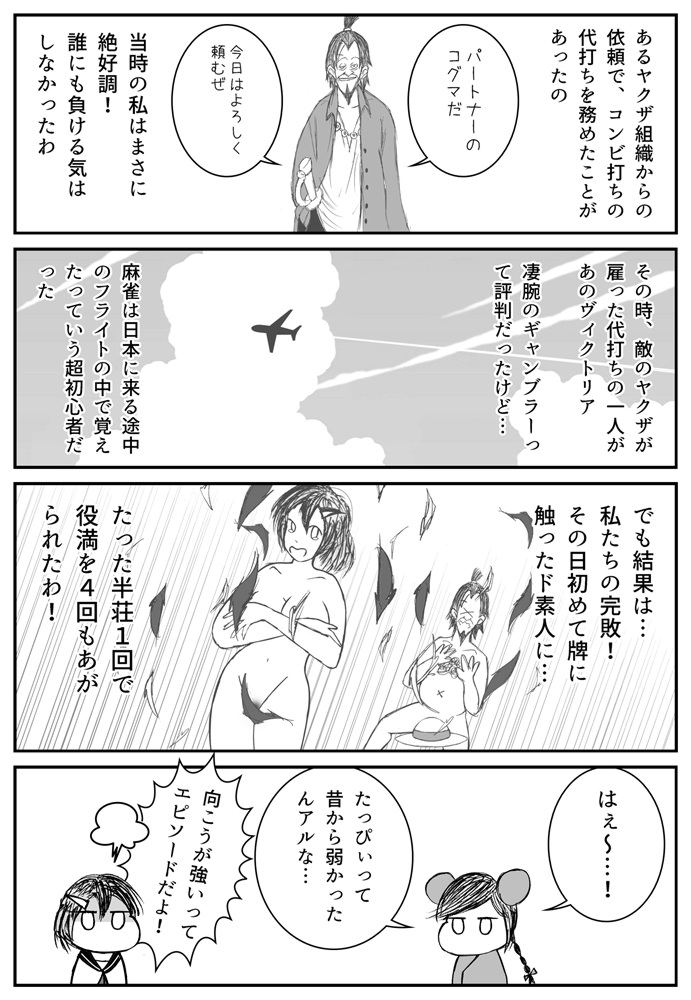 あるヤクザ組織からの
依頼で、コンビ打ちの
代打ちを務めたことが
あったの
パートナーの
コグマだ
今日はよろしく
頼むぜ
当時の私はまさに
絶好調！
誰にも負ける気は
しなかったわ
その時、敵のヤクザが
雇った代打ちの一人が
あのヴィクトリア
凄腕のギャンブラーっ
て評判だったけど…
麻雀は日本に来る途中
のフライトの中で覚え
たっていう超初心者だ
った
でも結果は…
私たちの完敗！
その日初めて牌に
触ったド素人に…
たった半荘１回で
役満を４回もあが
られたわ！
はぇ～…！
たっぴぃって
昔から弱かった
んアルな…
向こうが強いって
エピソードだよ！